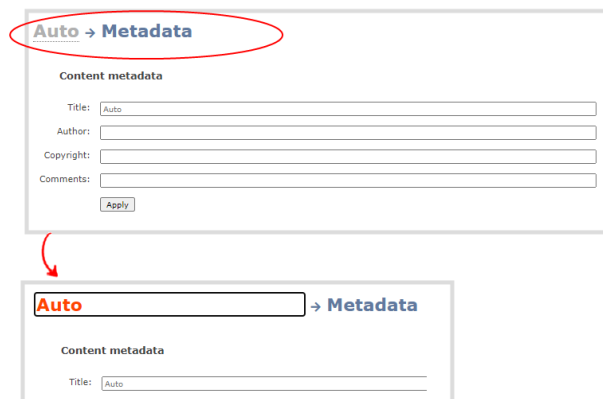 Auto → Metadata
Content metadata
Title: Auto
Author:
Copyright:
Comments:
Apply
Auto → Metadata
Content metadata
Title: Auto